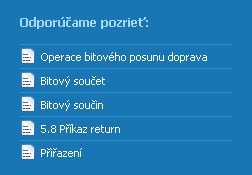 Odporúčame pozrieť:
Operace bitového posunu doprava
Bitový součet
Bitový součin
5.8 Příkaz return
Přiřazení